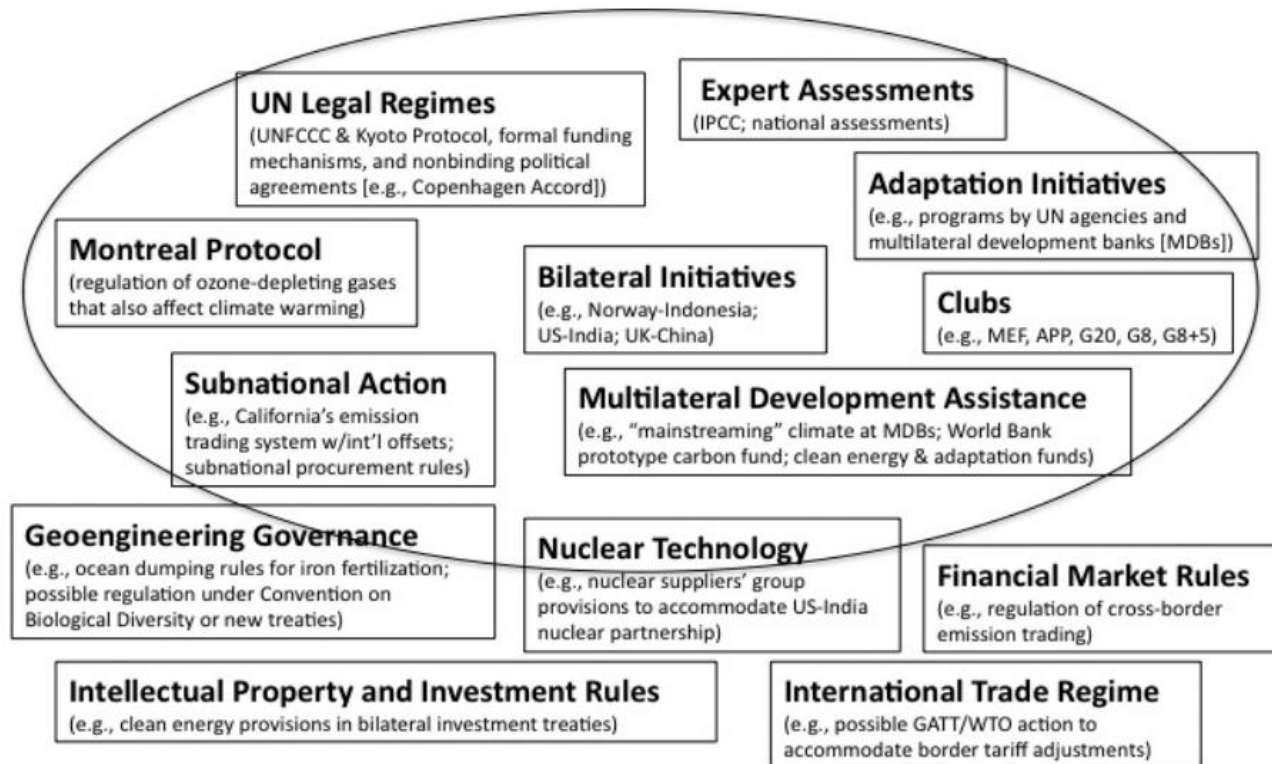 UN Legal Regimes
(UNFCCC & Kyoto Protocol, formal funding
mechanisms, and nonbinding political
agreements [e.g., Copenhagen Accord])
Expert Assessments
(IPCC; national assessments)
Adaptation Initiatives
(e.g., programs by UN agencies and
multilateral development banks [MDBs])
Montreal Protocol
(regulation of ozone-depleting gases
that also affect climate warming)
Bilateral Initiatives
(e.g., Norway-Indonesia;
US-India; UK-China)
Clubs
(e.g., MEF, APP, G20, G8, G8+5)
Subnational Action
(e.g., California's emission
trading system w/int'l offsets;
subnational procurement rules)
Multilateral Development Assistance
(e.g., "mainstreaming" climate at MDBs; World Bank
prototype carbon fund; clean energy & adaptation funds)
Geoengineering Governance
(e.g., ocean dumping rules for iron fertilization;
possible regulation under Convention on
Biological Diversity or new treaties)
Nuclear Technology
(e.g., nuclear suppliers' group
provisions to accommodate US-India
nuclear partnership)
Financial Market Rules
(e.g., regulation of cross-border
emission trading)
Intellectual Property and Investment Rules
(e.g., clean energy provisions in bilateral investment treaties)
International Trade Regime
(e.g., possible GATT/WTO action to
accommodate border tariff adjustments)